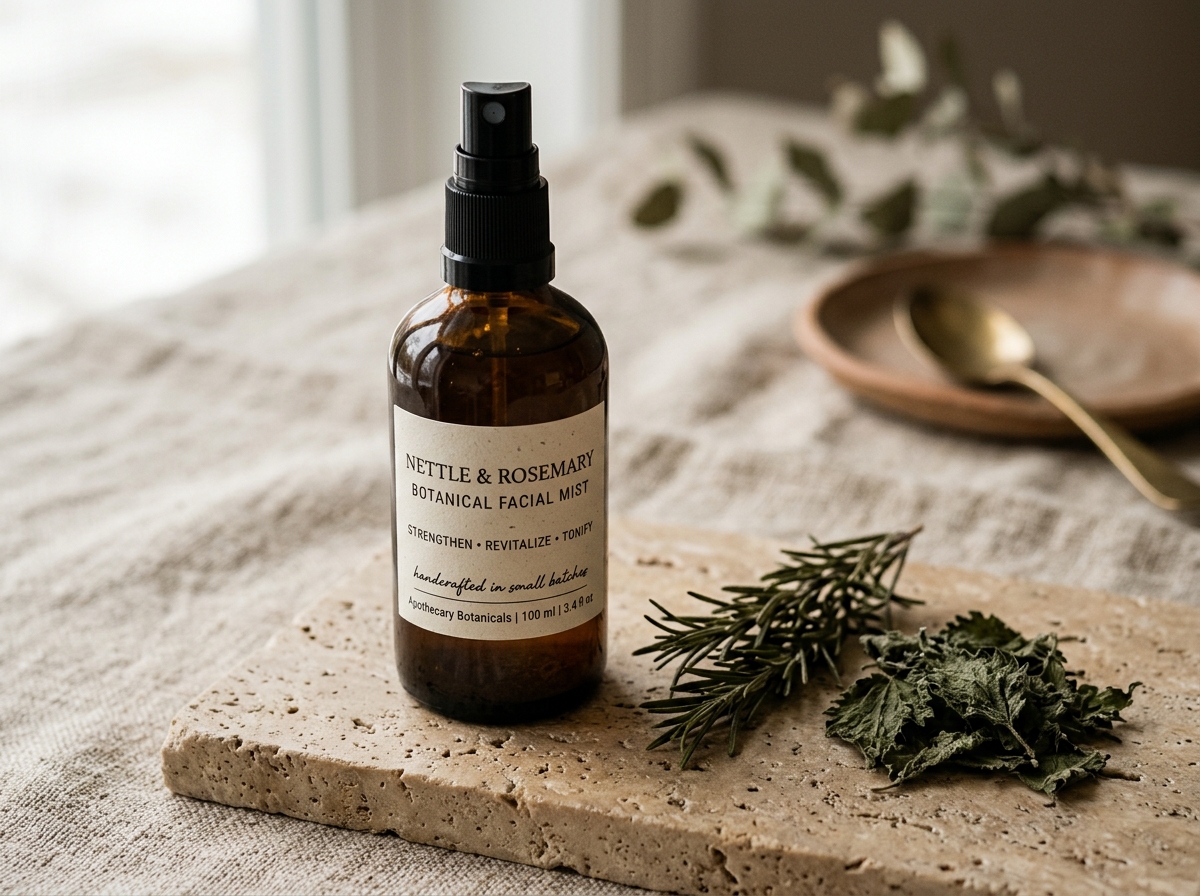 NETTLE & ROSEMARY
BOTANICAL FACIAL MIST
STRENGTHEN • REVITALIZE • TONIFY
handcrafted in small batches
Apothecary Botanicals | 100 ml | 3.4 fl oz